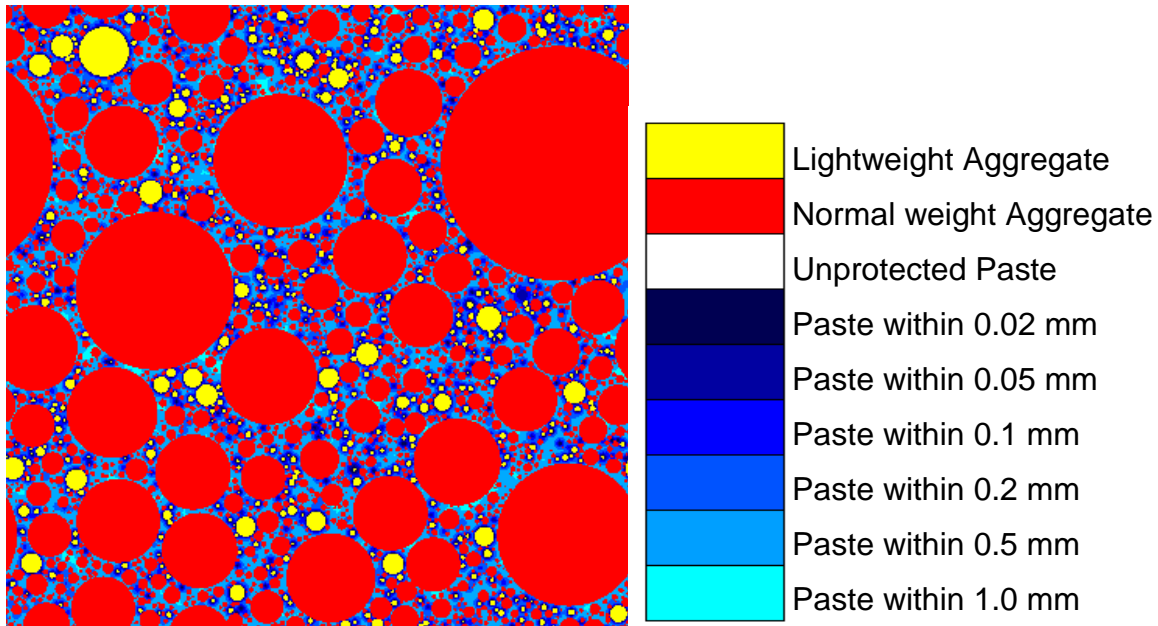 Lightweight Aggregate
Normal weight Aggregate
Unprotected Paste
Paste within 0.02 mm
Paste within 0.05 mm
Paste within 0.1 mm
Paste within 0.2 mm
Paste within 0.5 mm
Paste within 1.0 mm